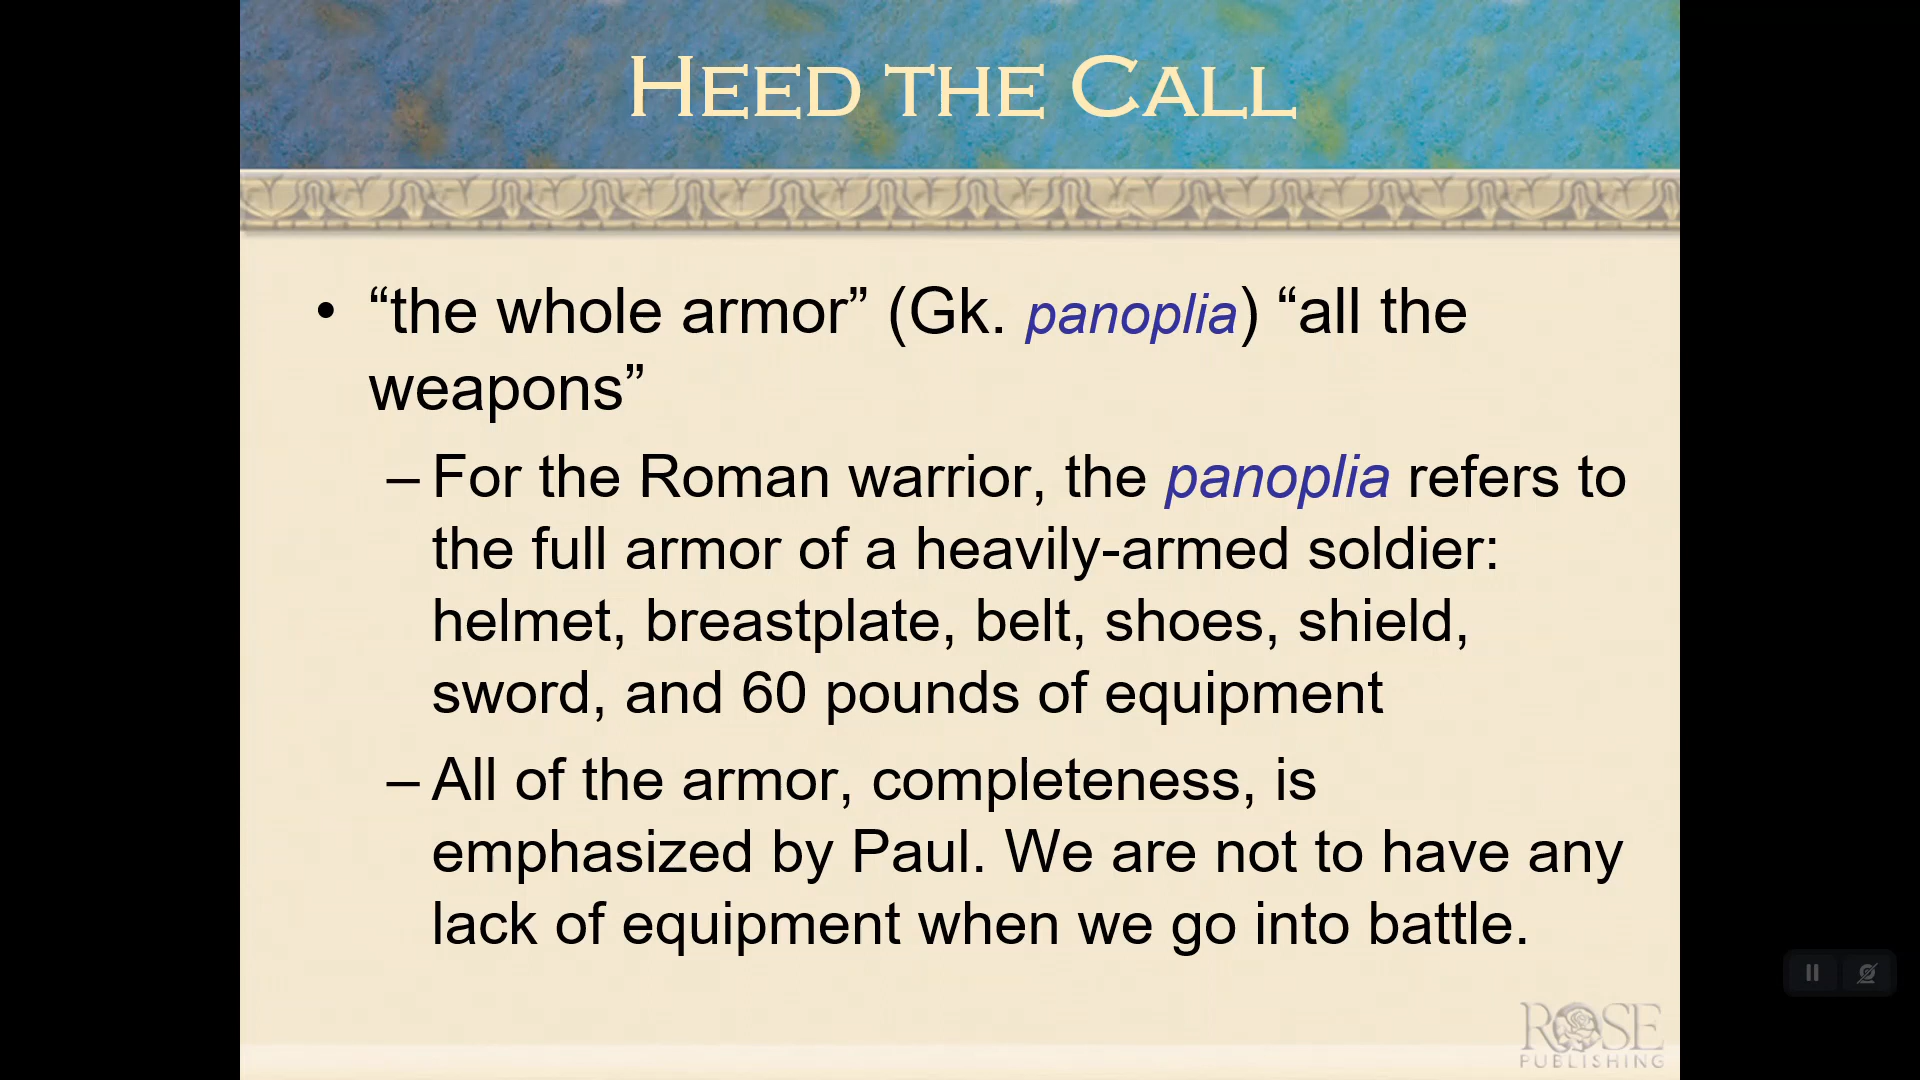 HEED THE CALL
• “the whole armor” (Gk. panoplia) “all the
weapons”
– For the Roman warrior, the panoplia refers to
the full armor of a heavily-armed soldier:
helmet, breastplate, belt, shoes, shield,
sword, and 60 pounds of equipment
– All of the armor, completeness, is
emphasized by Paul. We are not to have any
lack of equipment when we go into battle.
ROSE
PUBLISHING